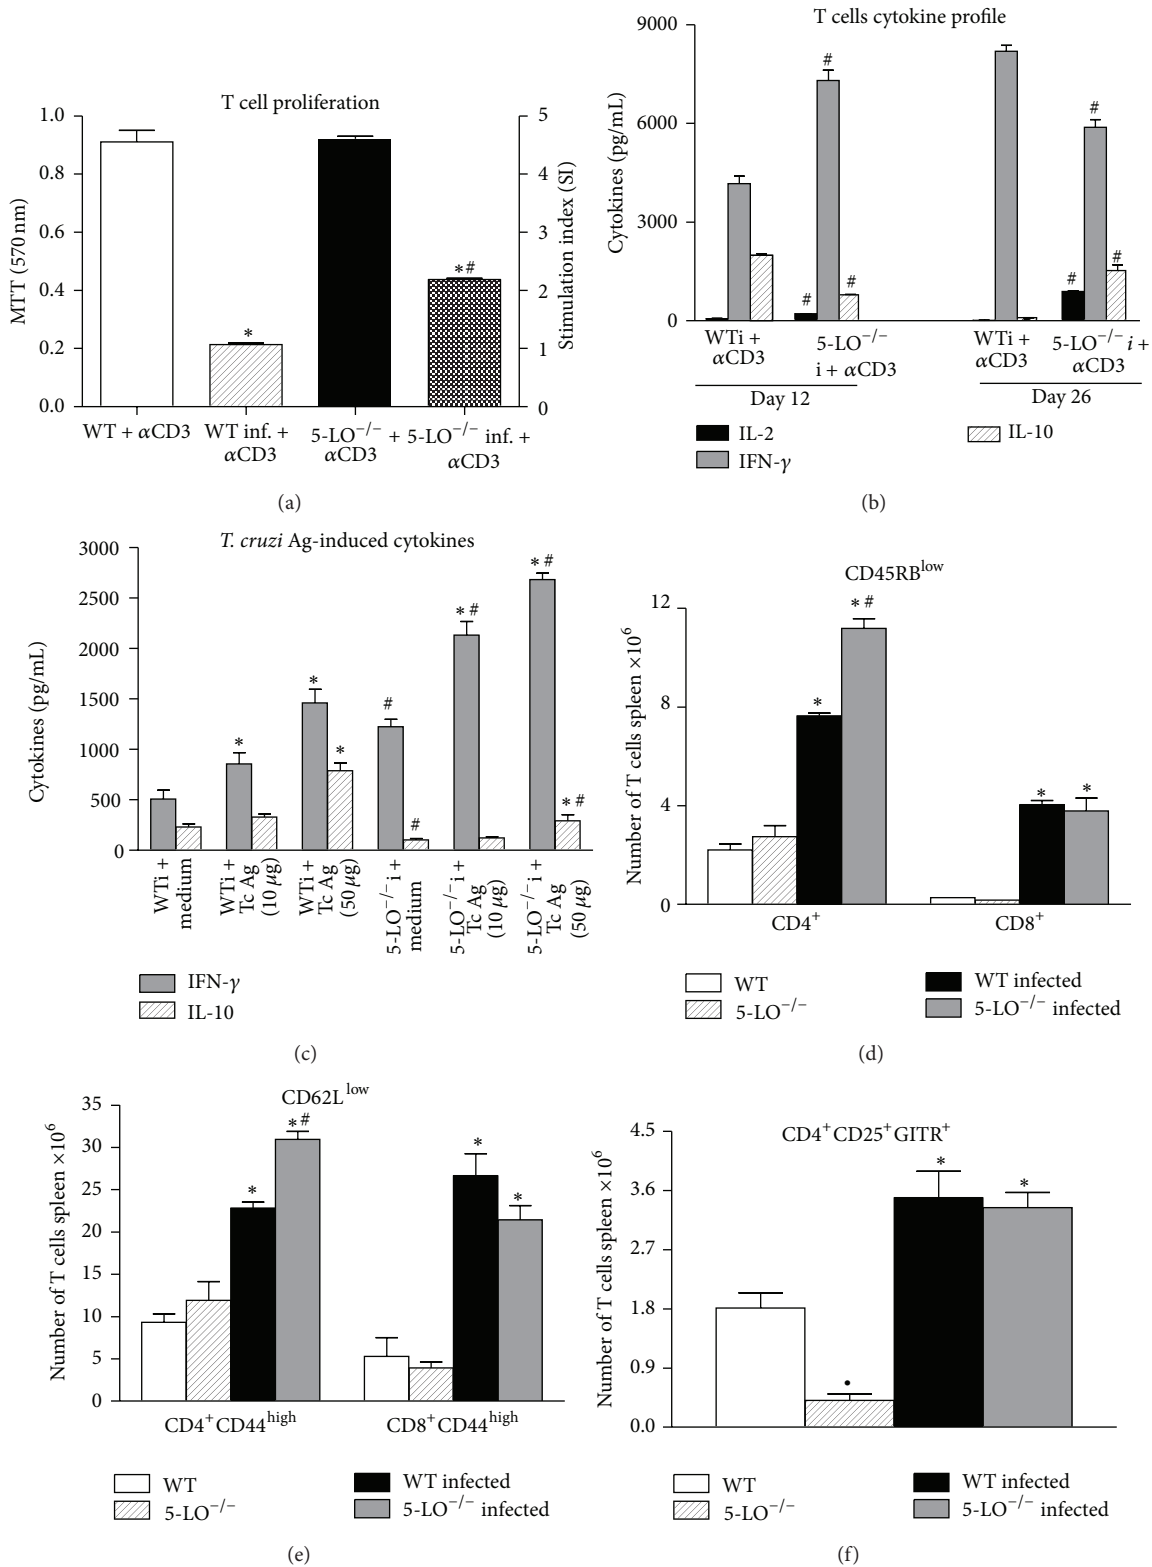 T cell proliferation
MTT (570 nm)
1.0
0.8
0.6
0.4
0.2
0.0
*
*#
5
4
3
2
1
0
Stimulation index (SI)
WT + αCD3
WT inf. +
αCD3
5-LO⁻/⁻ +
αCD3
5-LO⁻/⁻ inf. +
αCD3
(a)
T cells cytokine profile
Cytokines (pg/mL)
9000
6000
3000
0
#
#
#
#
#
#
WTi +
αCD3
5-LO⁻/⁻
i + αCD3
WTi +
αCD3
5-LO⁻/⁻ i +
αCD3
Day 12
Day 26
IL-2
IFN-γ
IL-10
(b)
T. cruzi Ag-induced cytokines
Cytokines (pg/mL)
3000
2500
2000
1500
1000
500
0
*
*
*
#
#
*#
*#
*#
WTi +
medium
WTi +
Tc Ag
(10 μg)
WTi +
Tc Ag
(50 μg)
5-LO⁻/⁻ i +
medium
5-LO⁻/⁻ i +
Tc Ag
(10 μg)
5-LO⁻/⁻ i +
Tc Ag
(50 μg)
IFN-γ
IL-10
(c)
CD45RBˡᵒʷ
Number of T cells spleen ×10⁶
12
8
4
0
*
*#
*
*
CD4⁺
CD8⁺
WT
5-LO⁻/⁻
WT infected
5-LO⁻/⁻ infected
(d)
CD62L ˡᵒʷ
Number of T cells spleen ×10⁶
35
30
25
20
15
10
5
0
*
*#
*
*
CD4⁺CD44ʰⁱᵍʰ
CD8⁺CD44ʰⁱᵍʰ
WT
5-LO⁻/⁻
WT infected
5-LO⁻/⁻ infected
(e)
CD4⁺CD25⁺GITR⁺
Number of T cells spleen ×10⁶
4.5
3.6
2.7
1.8
0.9
0.0
•
*
*
WT
5-LO⁻/⁻
WT infected
5-LO⁻/⁻ infected
(f)